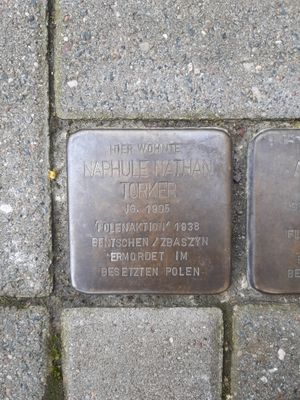 HIER WOHNTE
NAPHULE NATHAN
TORKER
JG. 1905
'POLENAKTION' 1938
BENTSCHEN/ZBASZYN
ERMORDET IM
BESETZTEN POLEN